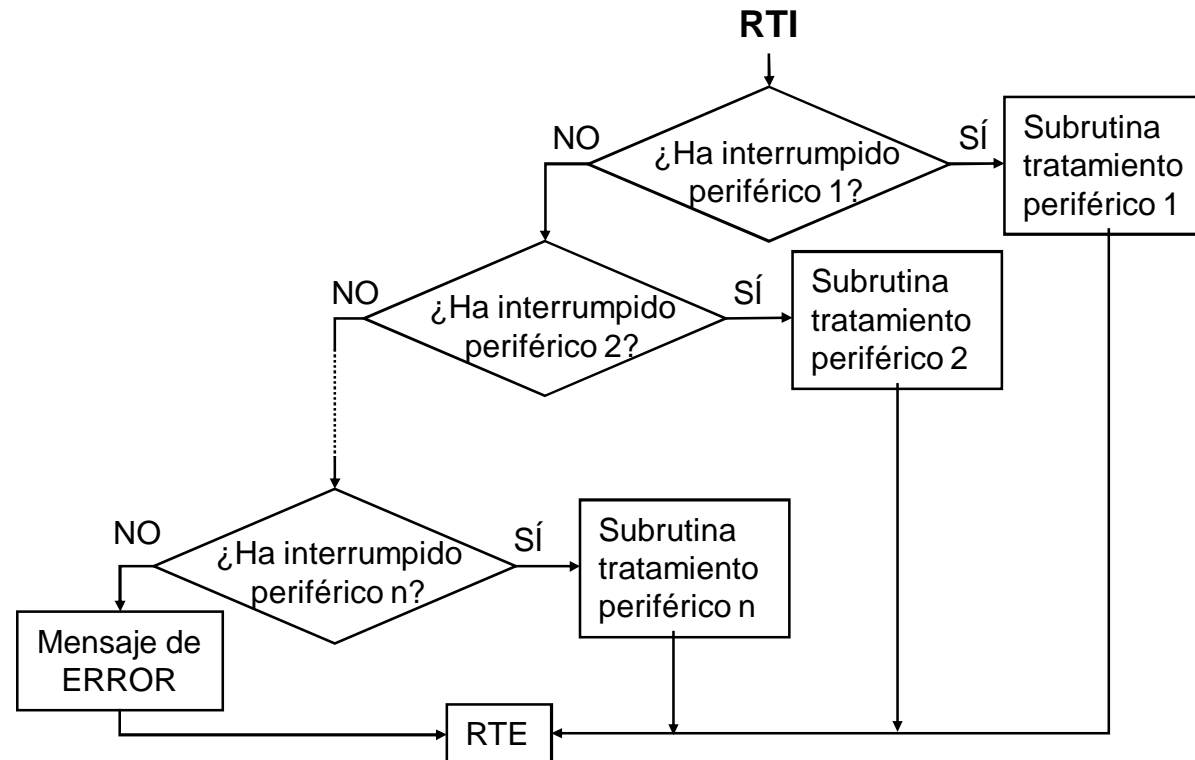 RTI
NO
¿Ha interrumpido
periférico 1?
SÍ
Subrutina
tratamiento
periférico 1
NO
¿Ha interrumpido
periférico 2?
SÍ
Subrutina
tratamiento
periférico 2
NO
¿Ha interrumpido
periférico n?
SÍ
Subrutina
tratamiento
periférico n
Mensaje de
ERROR
RTE